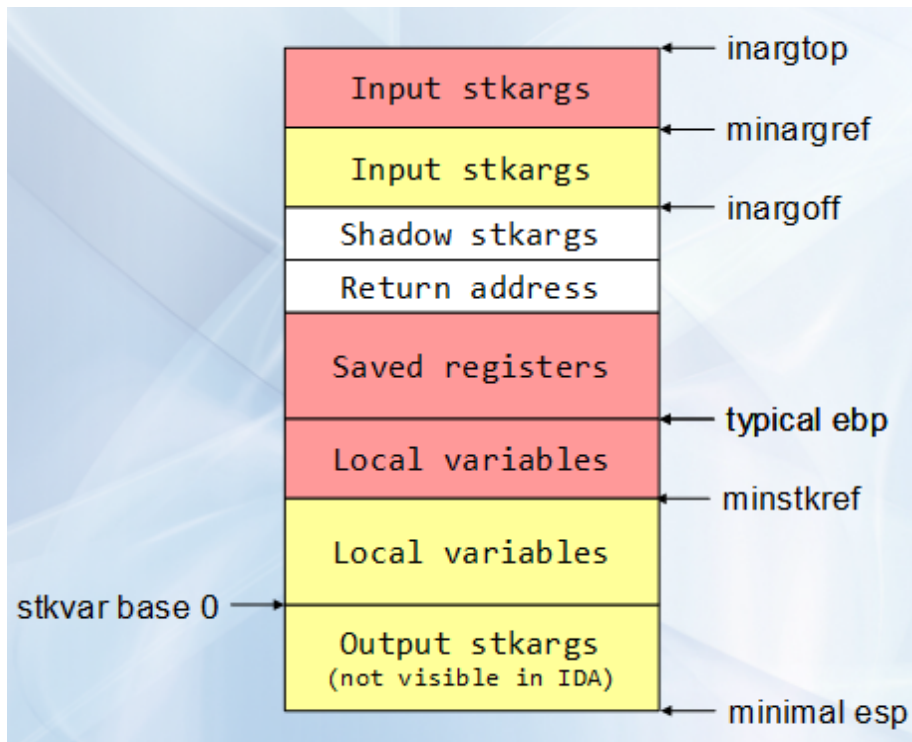 inargtop
Input stkargs
minargref
Input stkargs
inargoff
Shadow stkargs
Return address
Saved registers
typical ebp
Local variables
minstkref
Local variables
stkvar base 0
Output stkargs
(not visible in IDA)
minimal esp